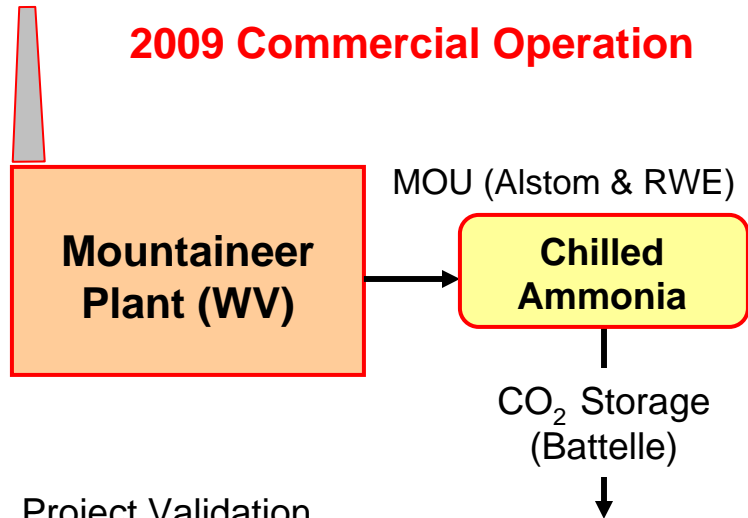 2009 Commercial Operation
MOU (Alstom & RWE)
Mountaineer
Plant (WV)
Chilled
Ammonia
CO₂ Storage
(Battelle)
Project Validation